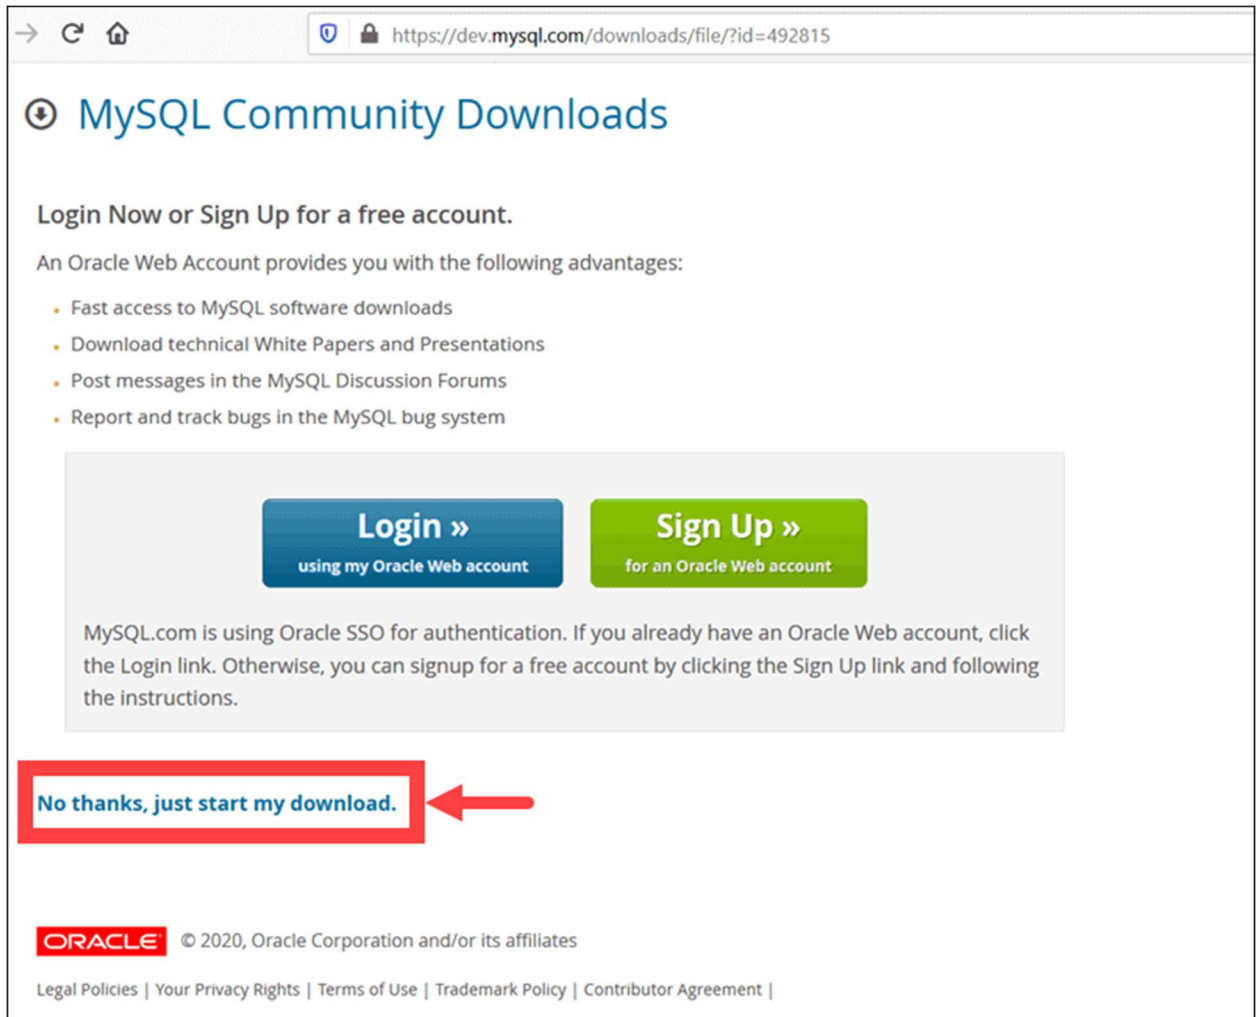 https://dev.mysql.com/downloads/file/?id=492815
MySQL Community Downloads
Login Now or Sign Up for a free account.
An Oracle Web Account provides you with the following advantages:
• Fast access to MySQL software downloads
• Download technical White Papers and Presentations
• Post messages in the MySQL Discussion Forums
• Report and track bugs in the MySQL bug system
Login »
using my Oracle Web account
Sign Up »
for an Oracle Web account
MySQL.com is using Oracle SSO for authentication. If you already have an Oracle Web account, click
the Login link. Otherwise, you can signup for a free account by clicking the Sign Up link and following
the instructions.
No thanks, just start my download.
ORACLE® © 2020, Oracle Corporation and/or its affiliates
Legal Policies | Your Privacy Rights | Terms of Use | Trademark Policy | Contributor Agreement |